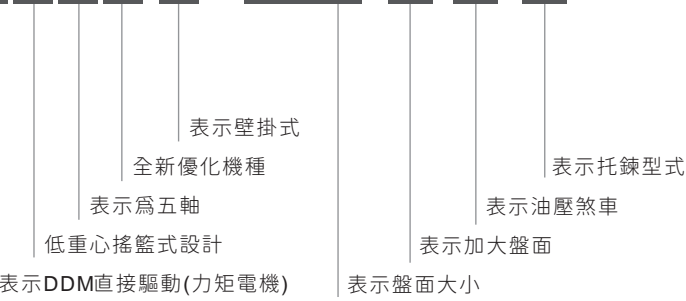 表示壁掛式
全新優化機種
表示托鍊型式
表示爲五軸
表示油壓煞車
低重心搖籃式設計
表示加大盤面
表示DDM直接驅動(力矩電機)
表示盤面大小